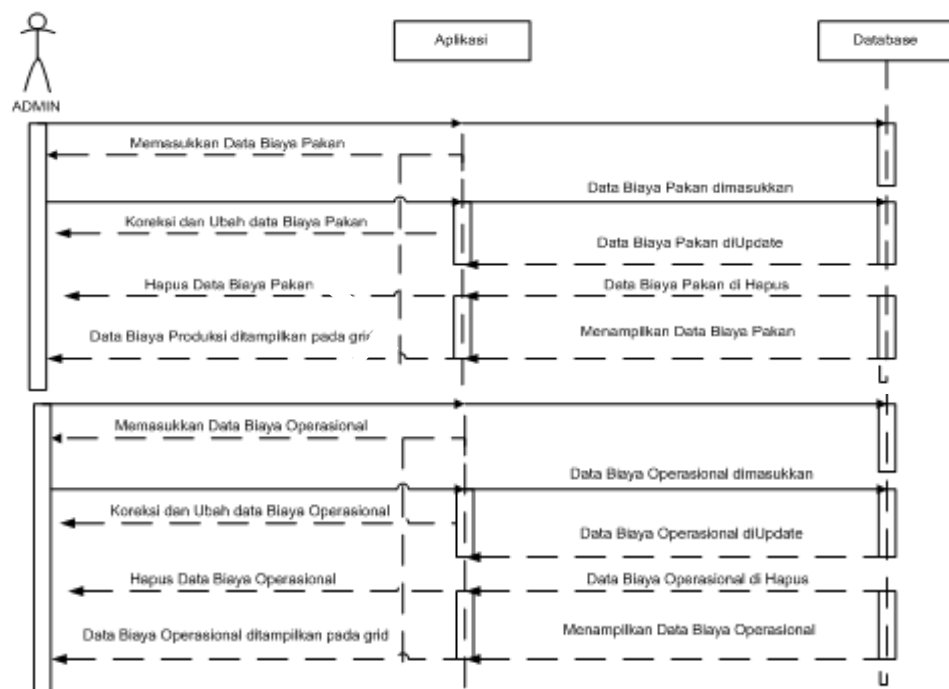 Aplikasi
Database
ADMIN
Memasukkan Data Biaya Pakan
Data Biaya Pakan dimasukkan
Koreksi dan Ubah data Biaya Pakan
Data Biaya Pakan diUpdate
Hapus Data Biaya Pakan
Data Biaya Pakan di Hapus
Data Biaya Produksi ditampilkan pada
Menampilkan Data Biaya Pakan
Memasukkan Data Biaya Operasional
Data Biaya Operasional dimasukkan
Koreksi dan Ubah data Biaya Operasional
Data Biaya Operasional diUpdate
Hapus Data Biaya Operasional
Data Biaya Operasional di Hapus
Data Biaya Operasional ditampilkan pada grid
Menampilkan Data Biaya Operasional